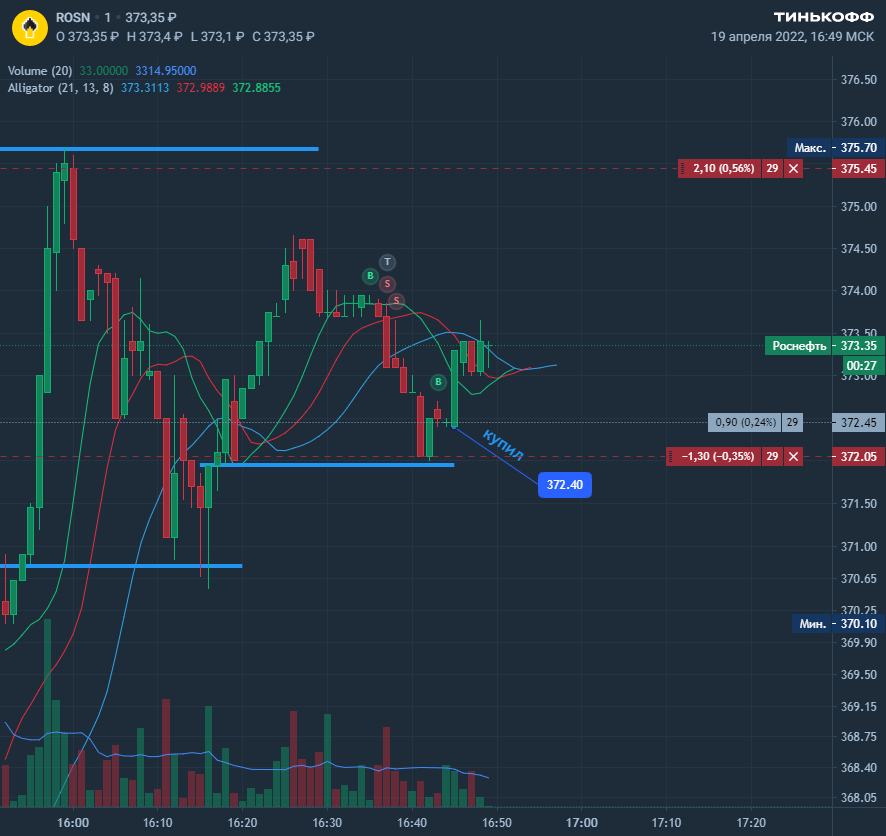 ROSN · 1 · 373,35 ₽
O 373,35 ₽ H 373,4 ₽ L 373,1 ₽ C 373,35 ₽
ТИНЬКОФФ
19 апреля 2022, 16:49 МСК
Volume (20) 33.00000 3314.95000
Alligator (21, 13, 8) 373.3113 372.9889 372.8855
376.50
376.00
Макс. - 375.70
2,10 (0,56%) 29 ✕ 375.45
375.00
374.50
374.00
373.50
Роснефть - 373.35
00:27
373.00
0,90 (0,24%) 29 372.45
−1,30 (−0,35%) 29 ✕ 372.05
371.50
371.00
370.65
370.25
Мин. - 370.10
369.90
369.50
369.15
368.75
368.40
368.05
T
B
S
S
B
купил
372.40
16:00 16:10 16:20 16:30 16:40 16:50 17:00 17:10 17:20